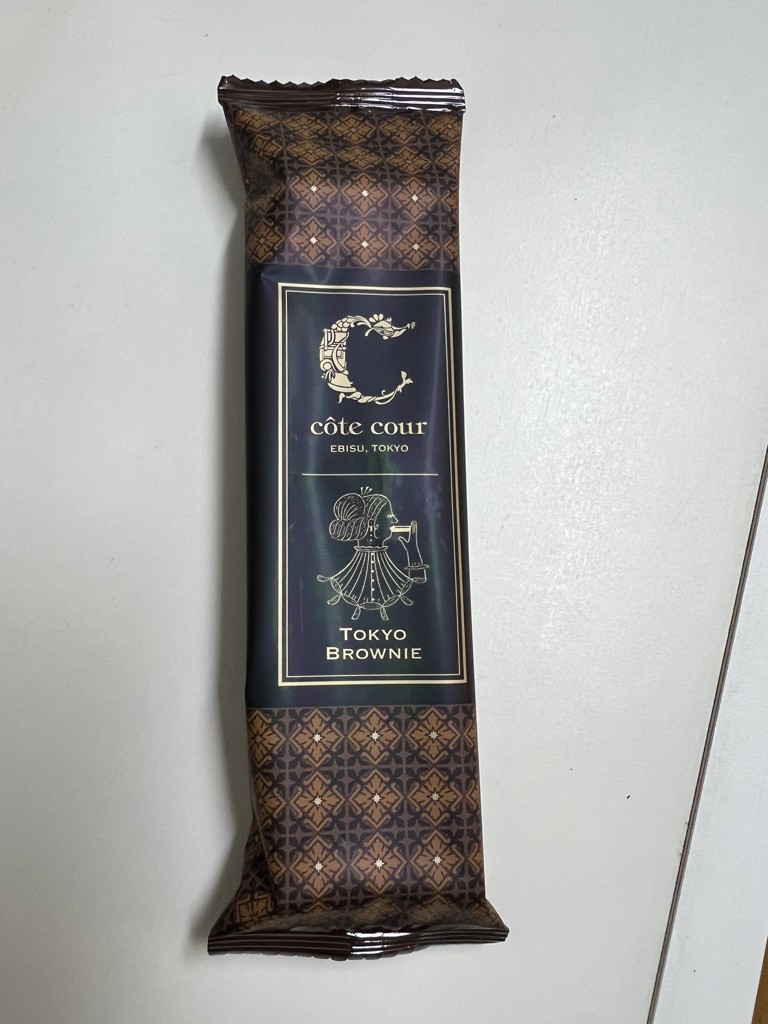 C
côte cour
EBISU, TOKYO
TOKYO
BROWNIE